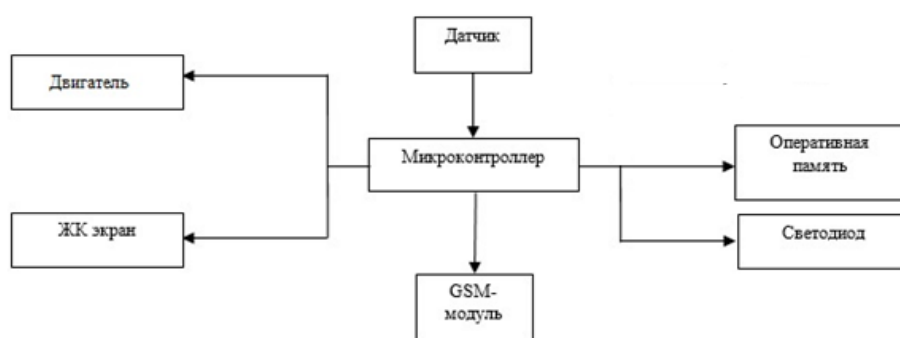 Датчик
Двигатель
Микроконтроллер
Оперативная
память
ЖК экран
Светодиод
GSM-
модуль